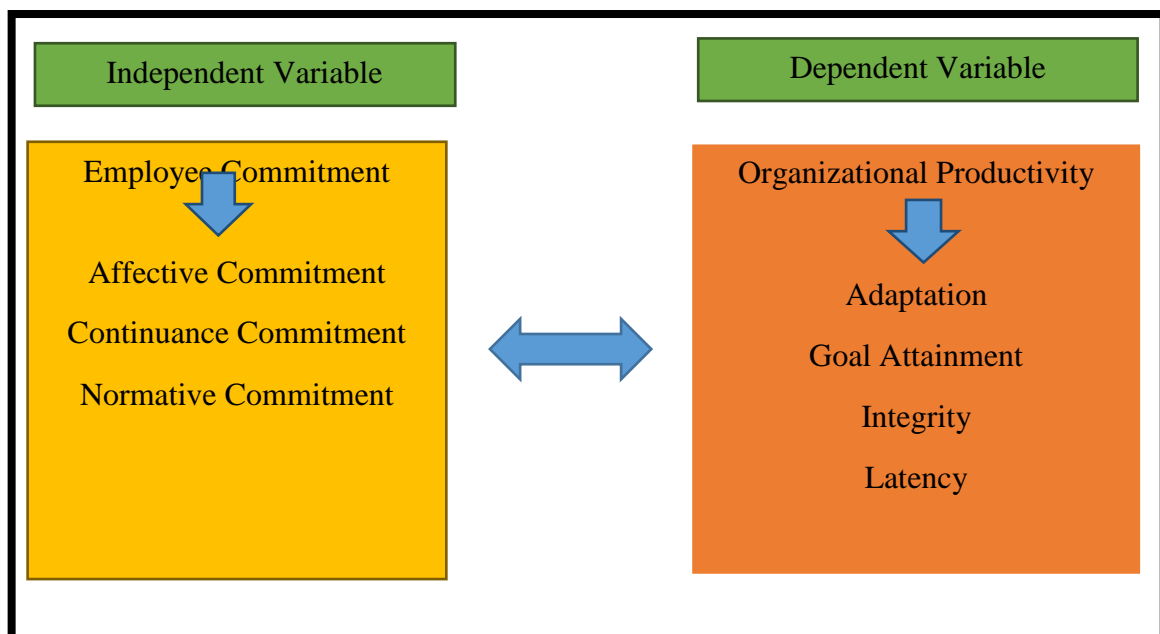 Independent Variable
Dependent Variable
Employee Commitment
Affective Commitment
Continuance Commitment
Normative Commitment
Organizational Productivity
Adaptation
Goal Attainment
Integrity
Latency